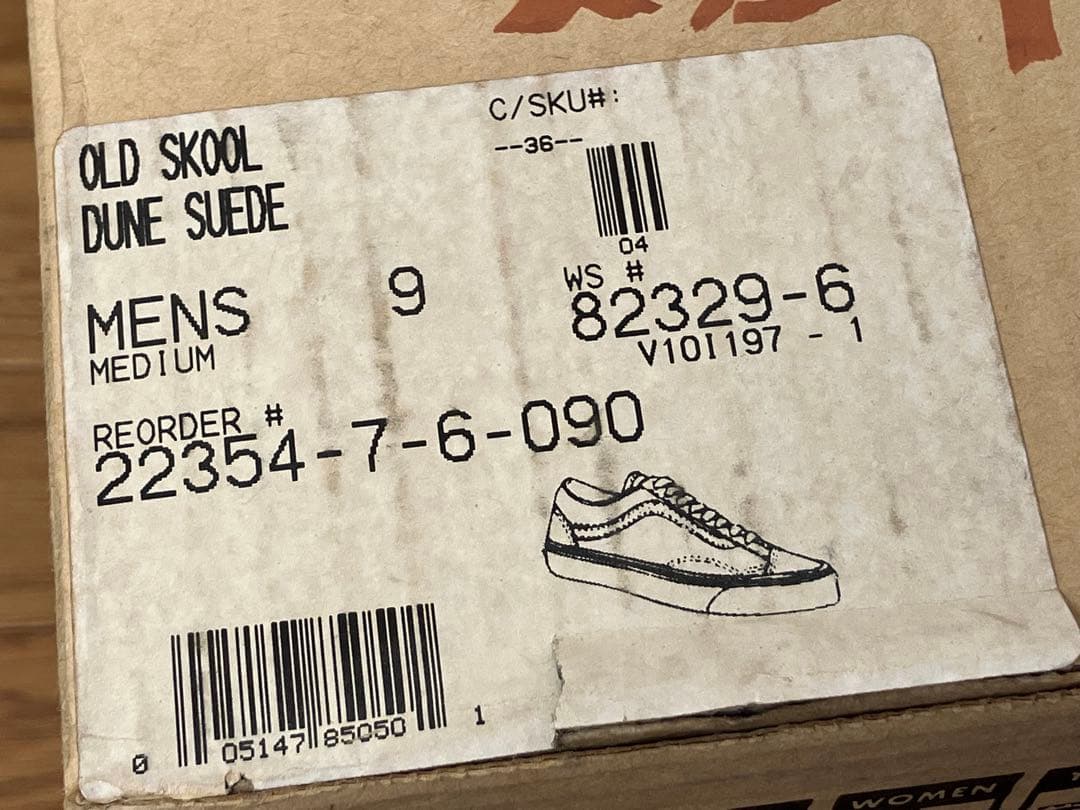 C/SKU#:
--36--
04
OLD SKOOL
DUNE SUEDE
MENS 9
MEDIUM
WS #
82329-6
V10I197 - 1
REORDER #
22354-7-6-090
0 05147 85050 1
WOMEN